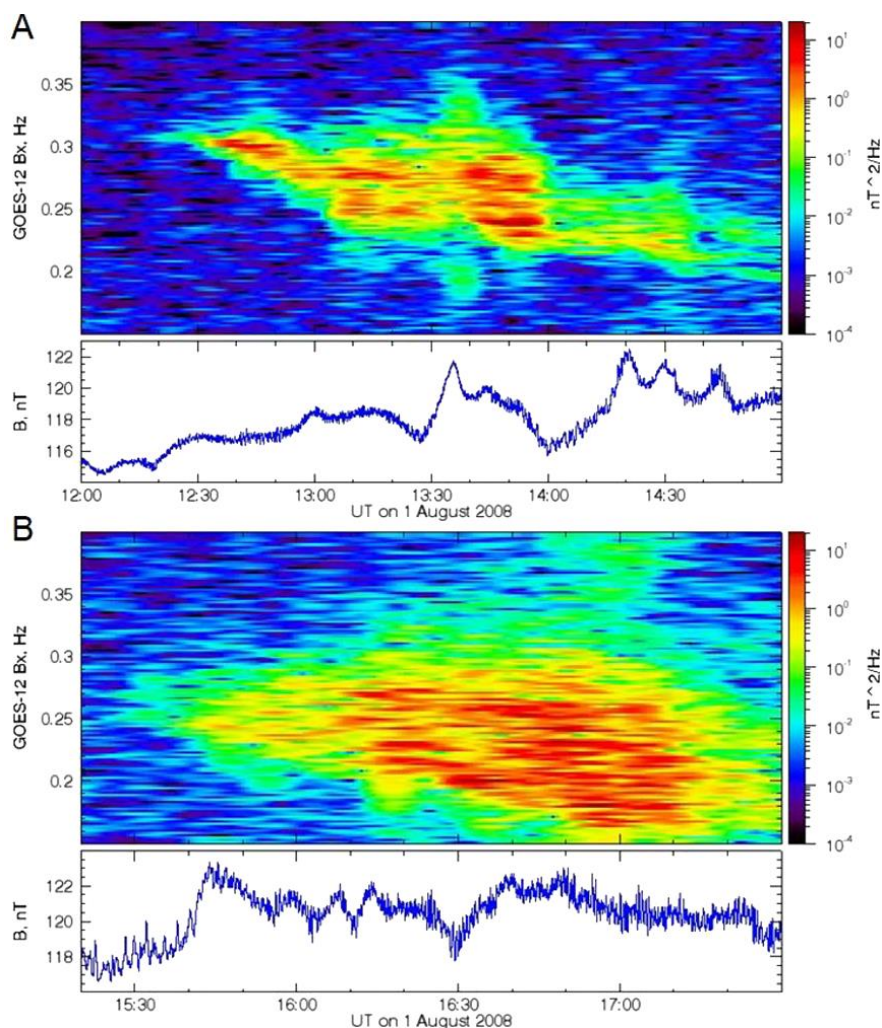 A
GOES-12 Bx, Hz
0.35
0.3
0.25
0.2
10^1
10^0
10^-1
10^-2
10^-3
10^-4
nT^2/Hz
B, nT
122
120
118
116
114
12:00 12:30 13:00 13:30 14:00 14:30
UT on 1 August 2008
B
GOES-12 Bx, Hz
0.35
0.3
0.25
0.2
10^1
10^0
10^-1
10^-2
10^-3
10^-4
nT^2/Hz
B, nT
122
120
118
15:30 16:00 16:30 17:00
UT on 1 August 2008